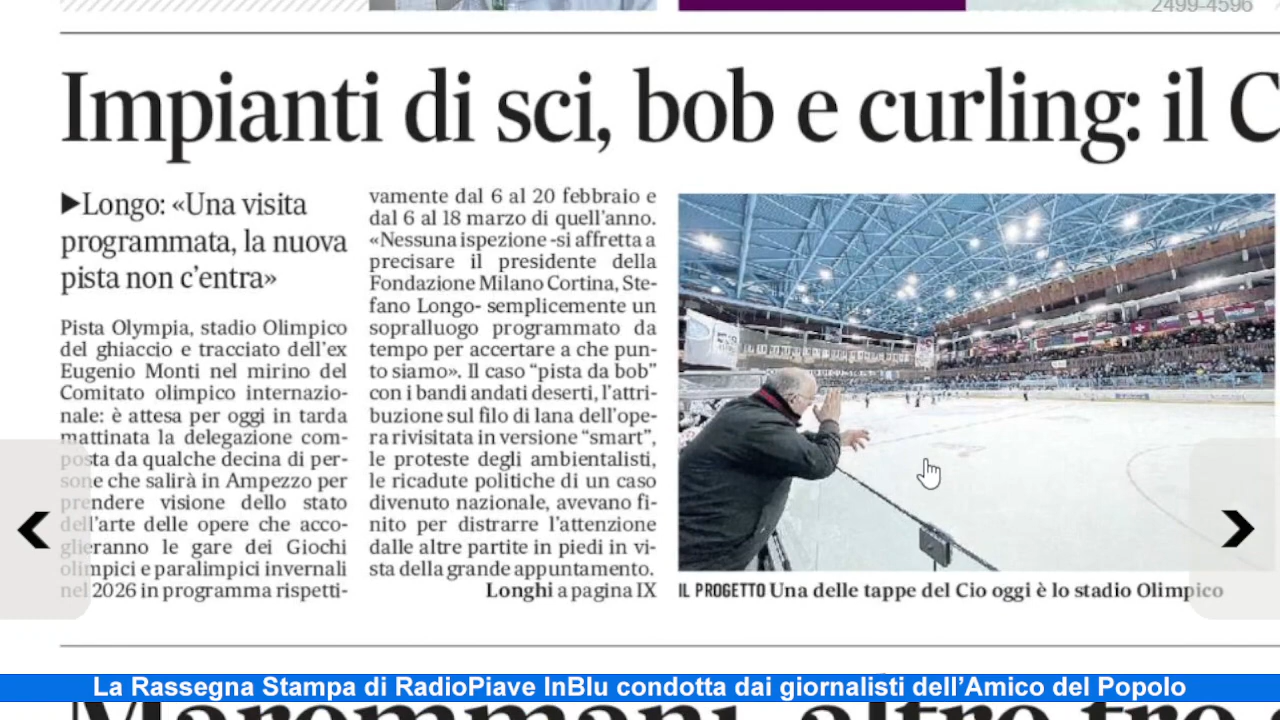 2499-4596
Impianti di sci, bob e curling: il C
►Longo: «Una visita
programmata, la nuova
pista non c'entra»
Pista Olympia, stadio Olimpico
del ghiaccio e tracciato dell'ex
Eugenio Monti nel mirino del
Comitato olimpico internazio-
nale: è attesa per oggi in tarda
mattinata la delegazione com-
posta da qualche decina di per-
sone che salirà in Ampezzo per
prendere visione dello stato
dell'arte delle opere che acco-
glieranno le gare dei Giochi
olimpici e paralimpici invernali
nel 2026 in programma rispetti-
vamente dal 6 al 20 febbraio e
dal 6 al 18 marzo di quell'anno.
«Nessuna ispezione -si affretta a
precisare il presidente della
Fondazione Milano Cortina, Ste-
fano Longo- semplicemente un
sopralluogo programmato da
tempo per accertare a che pun-
to siamo». Il caso "pista da bob"
con i bandi andati deserti, l'attri-
buzione sul filo di lana dell'ope-
ra rivisitata in versione "smart",
le proteste degli ambientalisti,
le ricadute politiche di un caso
divenuto nazionale, avevano fi-
nito per distrarre l'attenzione
dalle altre partite in piedi in vi-
sta della grande appuntamento.
Longhi a pagina IX
IL PROGETTO Una delle tappe del Cio oggi è lo stadio Olimpico
La Rassegna Stampa di RadioPiave InBlu condotta dai giornalisti dell'Amico del Popolo